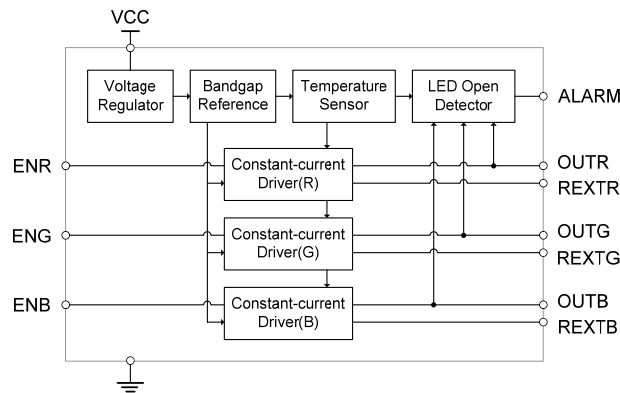 VCC
Voltage
Regulator
Bandgap
Reference
Temperature
Sensor
LED Open
Detector
ALARM
ENR
Constant-current
Driver(R)
OUTR
REXTR
ENG
Constant-current
Driver(G)
OUTG
REXTG
ENB
Constant-current
Driver(B)
OUTB
REXTB